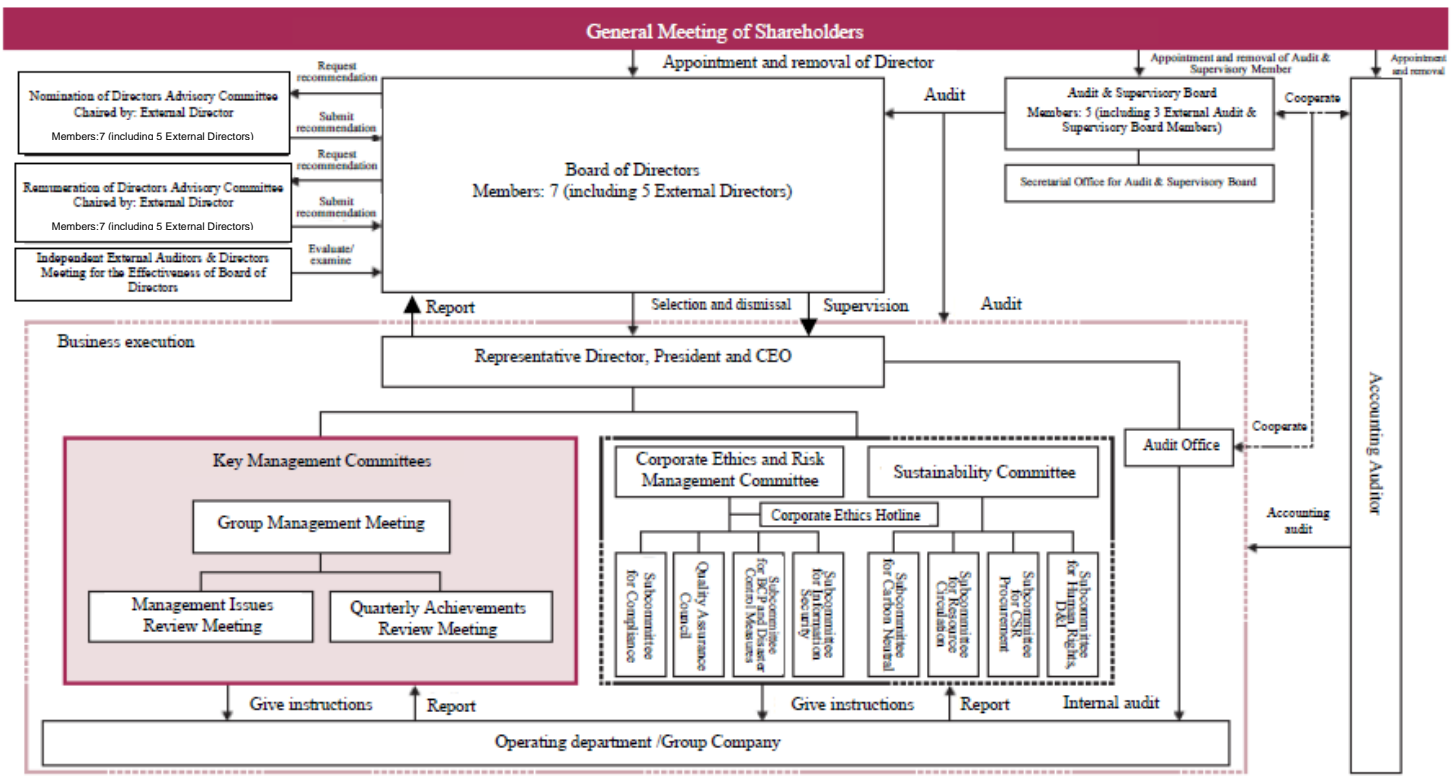 General Meeting of Shareholders
Appointment and removal of Director
Appointment and removal of Audit &
Supervisory Member
Appointment
and removal
Request
recommendation
Nomination of Directors Advisory Committee
Chaired by: External Director
Members:7 (including 5 External Directors)
Submit
recommendation
Request
recommendation
Remuneration of Directors Advisory Committee
Chaired by: External Director
Members:7 (including 5 External Directors)
Submit
recommendation
Independent External Auditors & Directors
Meeting for the Effectiveness of Board of
Directors
Evaluate/
examine
Board of Directors
Members: 7 (including 5 External Directors)
Audit
Audit & Supervisory Board
Members: 5 (including 3 External Audit &
Supervisory Board Members)
Cooperate
Secretarial Office for Audit & Supervisory Board
Report
Selection and dismissal
Supervision
Audit
Business execution
Representative Director, President and CEO
Accounting Auditor
Cooperate
Audit Office
Accounting
audit
Key Management Committees
Group Management Meeting
Management Issues
Review Meeting
Quarterly Achievements
Review Meeting
Corporate Ethics and Risk
Management Committee
Sustainability Committee
Corporate Ethics Hotline
Subcommittee
for Compliance
Quality Assurance
Council
Subcommittee
for BCP and Disaster
Control Measures
Subcommittee
for Information
Security
Subcommittee
for Carbon Neutral
Subcommittee
for Resource
Circulation
Subcommittee
for CSR
Procurement
Subcommittee
for Human Rights,
D&I
Give instructions
Report
Give instructions
Report
Internal audit
Operating department /Group Company